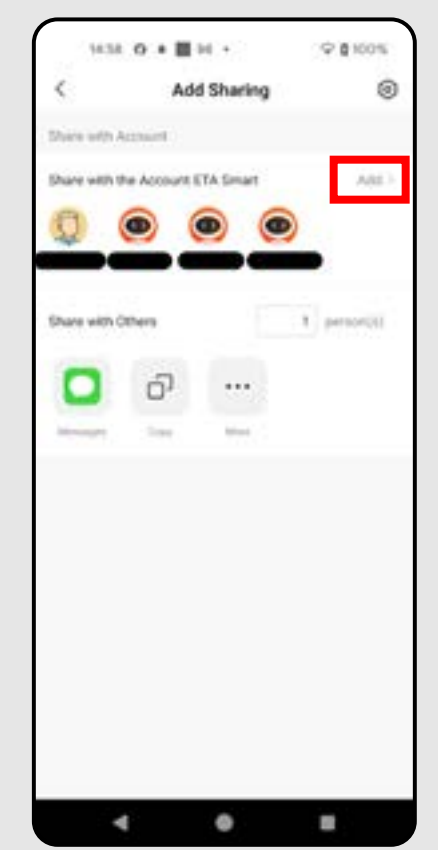 14:58 100%
Add Sharing
Share with Account
Share with the Account ETA Smart Add >
Share with Others 1 person(s)
Messages Copy More